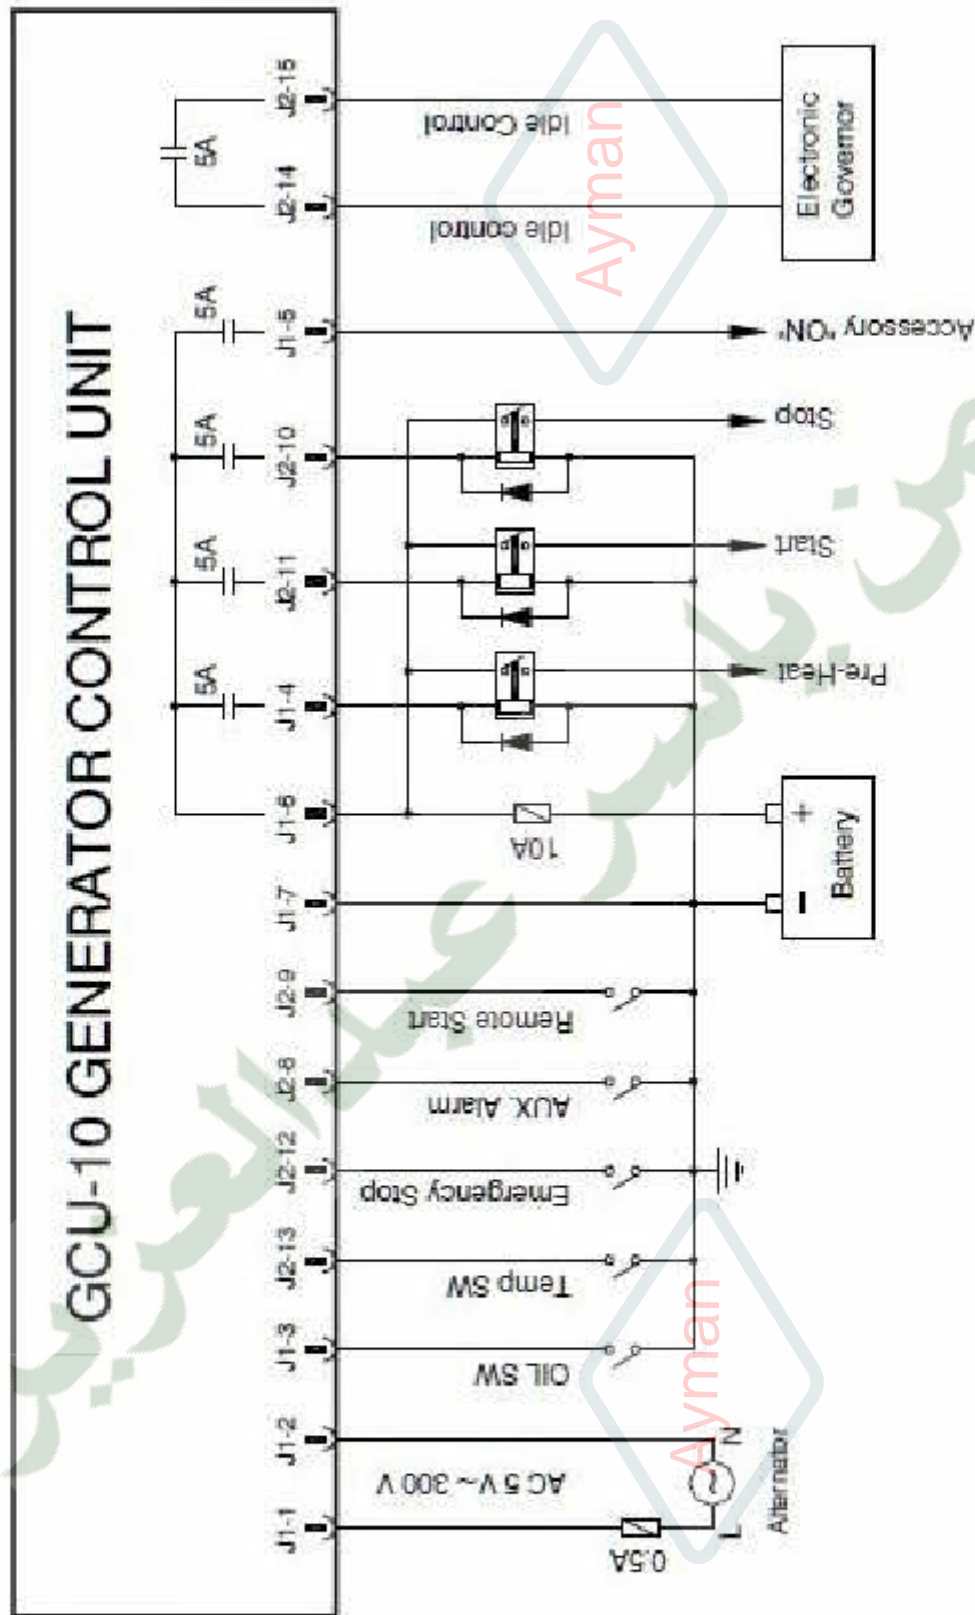 GCU-10 GENERATOR CONTROL UNIT
5A
5A
5A
5A
5A
J1-1
J1-2
J1-3
J2-13
J2-12
J2-8
J2-9
J1-7
J1-6
J1-4
J2-11
J2-10
J1-5
J2-14
J2-15
AC 5 V~ 300 V
OIL SW
Temp SW
Emergency Stop
AUX. Alarm
Remote Start
Idle control
Idle Control
0.5A
10A
L
N
Alternator
-
+
Battery
Pre-Heat
Start
Stop
Accessory "ON"
Electronic
Governor
Ayman
Ayman